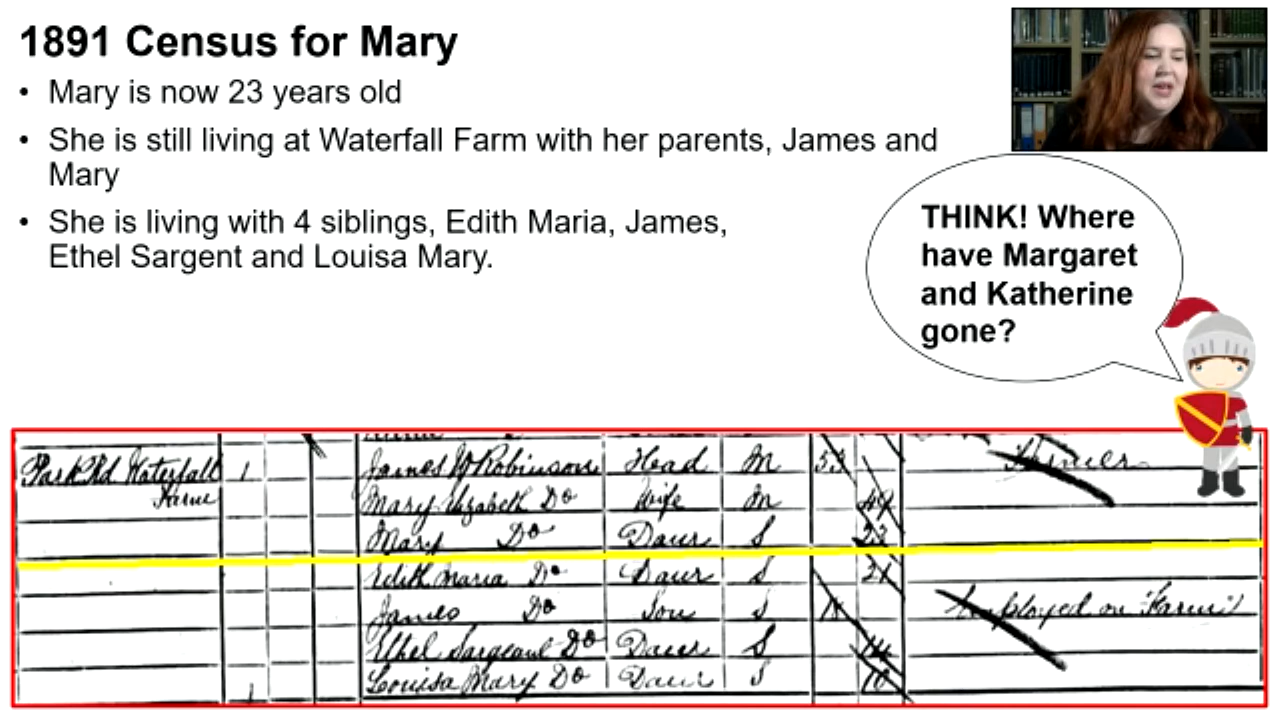 1891 Census for Mary
• Mary is now 23 years old
• She is still living at Waterfall Farm with her parents, James and
Mary
• She is living with 4 siblings, Edith Maria, James,
Ethel Sargent and Louisa Mary.
THINK! Where
have Margaret
and Katherine
gone?
Park Rd Waterfall 1 James W Robinson Head M 53 Farmer
Farm Mary Elizabeth Do Wife M 49
Mary Do Daur S 23
Edith Maria Do Daur S 21
James Do Son S 18 Employed on Farm
Ethel Sargeant Do Daur S 14
Louisa Mary Do Daur S